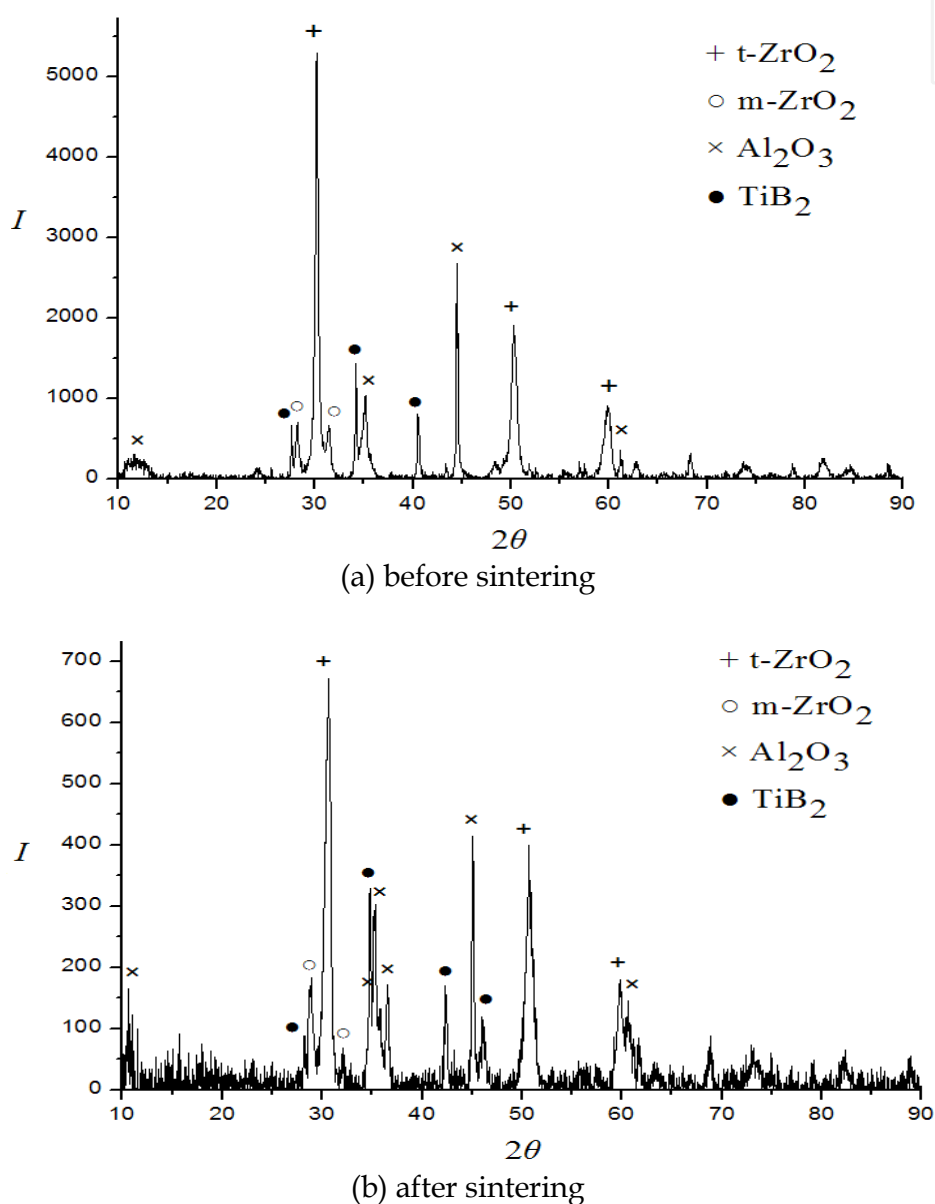 + t-ZrO₂
○ m-ZrO₂
× Al₂O₃
● TiB₂
I
5000
4000
3000
2000
1000
0
10 20 30 40 50 60 70 80 90
2θ
(a) before sintering
+ t-ZrO₂
○ m-ZrO₂
× Al₂O₃
● TiB₂
I
700
600
500
400
300
200
100
0
10 20 30 40 50 60 70 80 90
2θ
(b) after sintering